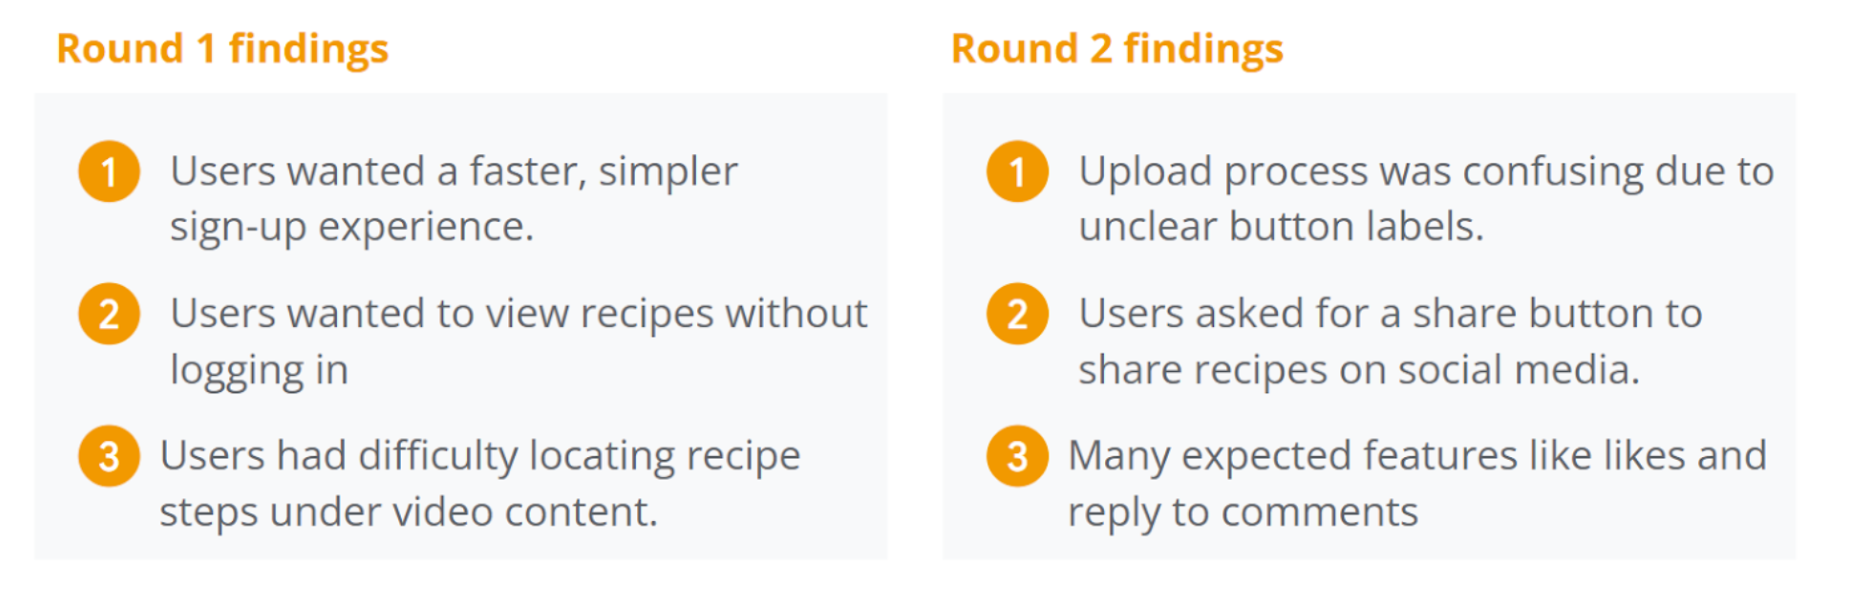 Round 1 findings
1 Users wanted a faster, simpler
sign-up experience.
2 Users wanted to view recipes without
logging in
3 Users had difficulty locating recipe
steps under video content.
Round 2 findings
1 Upload process was confusing due to
unclear button labels.
2 Users asked for a share button to
share recipes on social media.
3 Many expected features like likes and
reply to comments